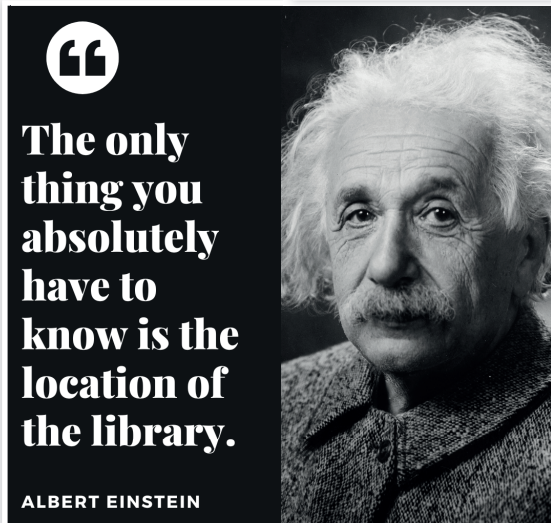 “
The only
thing you
absolutely
have to
know is the
location of
the library.
ALBERT EINSTEIN